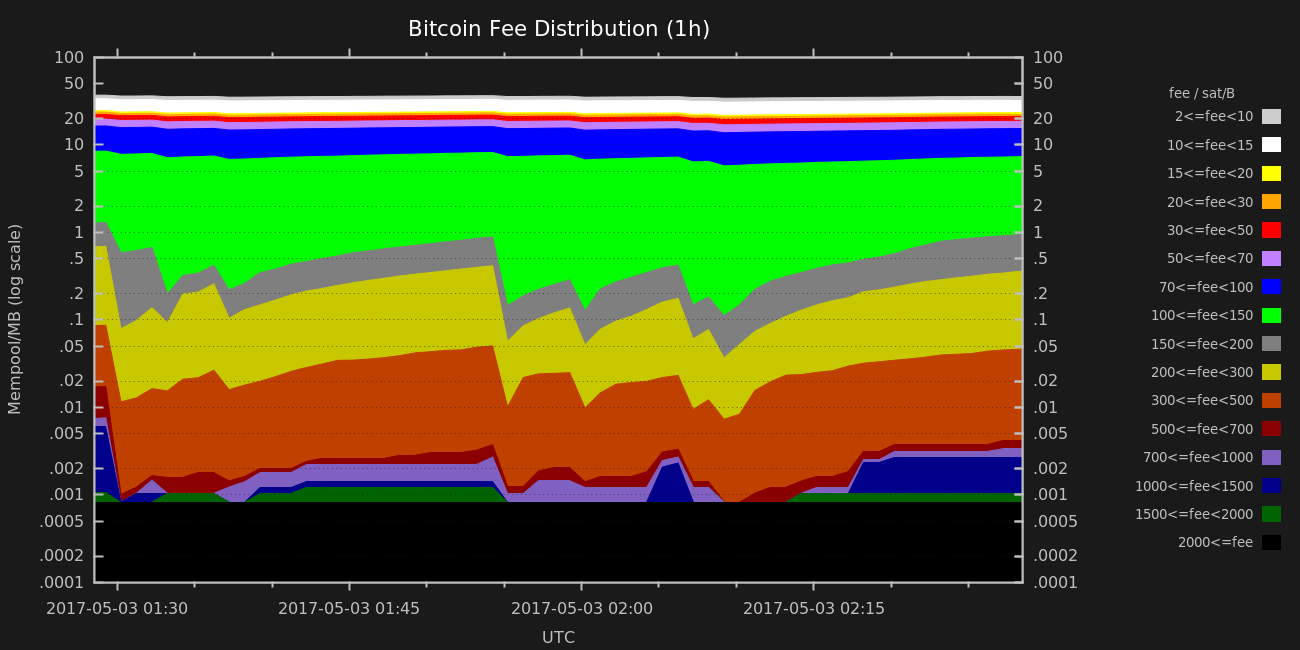 Bitcoin Fee Distribution (1h)
Mempool/MB (log scale)
100 100
50 50
20 20
10 10
5 5
2 2
1 1
.5 .5
.2 .2
.1 .1
.05 .05
.02 .02
.01 .01
.005 .005
.002 .002
.001 .001
.0005 .0005
.0002 .0002
.0001 .0001
2017-05-03 01:30 2017-05-03 01:45 2017-05-03 02:00 2017-05-03 02:15
UTC
fee / sat/B
2<=fee<10
10<=fee<15
15<=fee<20
20<=fee<30
30<=fee<50
50<=fee<70
70<=fee<100
100<=fee<150
150<=fee<200
200<=fee<300
300<=fee<500
500<=fee<700
700<=fee<1000
1000<=fee<1500
1500<=fee<2000
2000<=fee